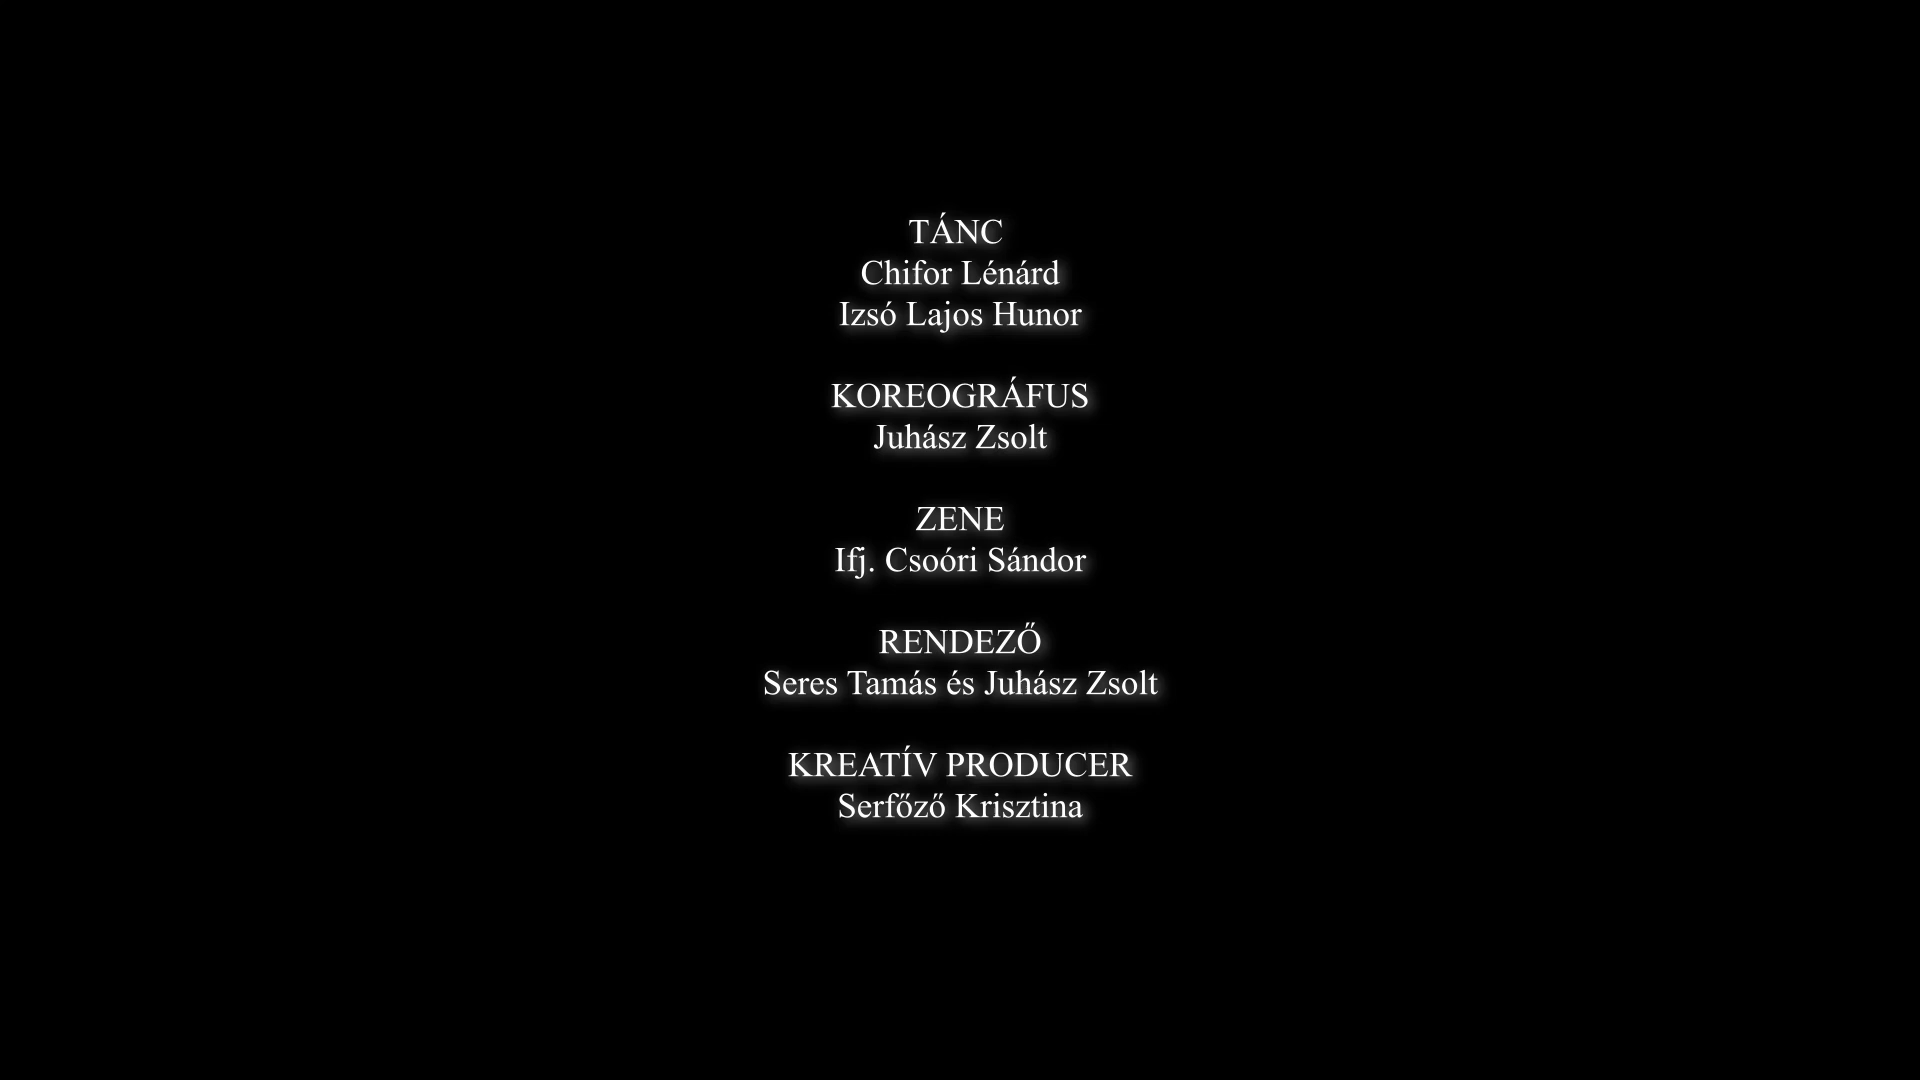 TÁNC
Chifor Lénárd
Izsó Lajos Hunor
KOREOGRÁFUS
Juhász Zsolt
ZENE
Ifj. Csoóri Sándor
RENDEZŐ
Seres Tamás és Juhász Zsolt
KREATÍV PRODUCER
Serfőző Krisztina